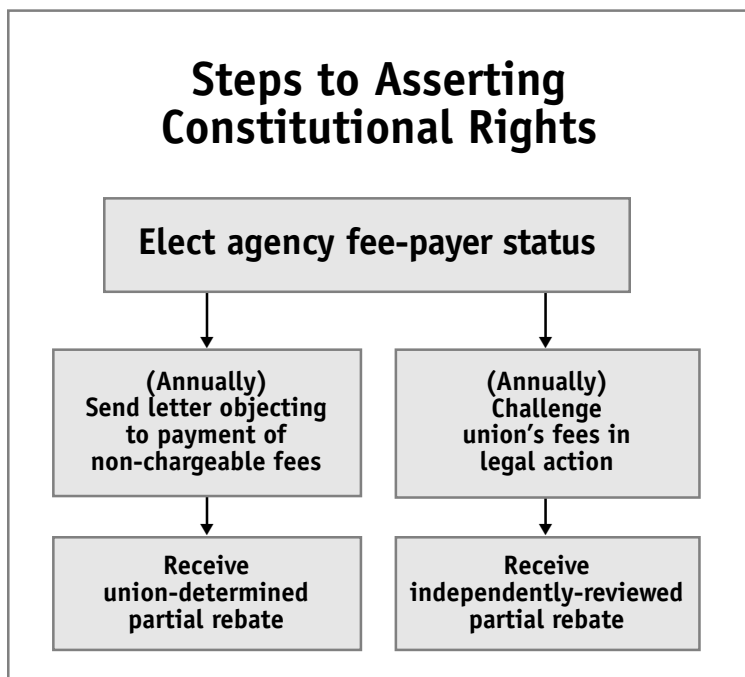 Steps to Asserting
Constitutional Rights
Elect agency fee-payer status
(Annually)
Send letter objecting
to payment of
non-chargeable fees
(Annually)
Challenge
union's fees in
legal action
Receive
union-determined
partial rebate
Receive
independently-reviewed
partial rebate